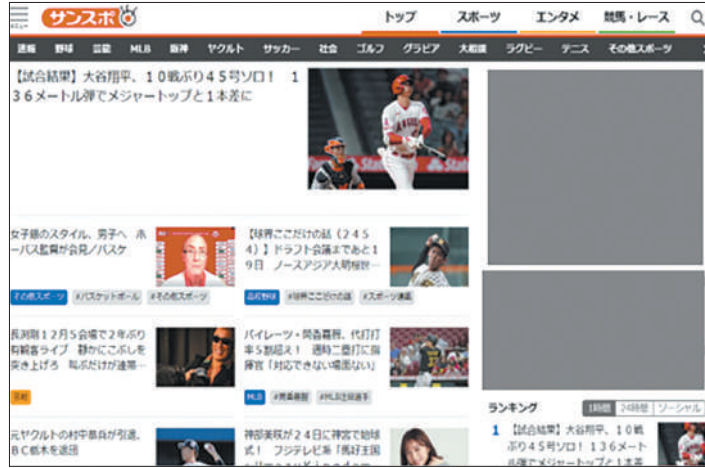 メニュー
サンスポ
トップ スポーツ エンタメ 競馬・レース
速報 野球 芸能 MLB 阪神 ヤクルト サッカー 社会 ゴルフ グラビア 大相撲 ラグビー テニス その他スポーツ
【試合結果】大谷翔平、10戦ぶり45号ソロ! 1
36メートル弾でメジャートップと1本差に
女子銀のスタイル、男子へ ホ
ーバス監督が会見/バスケ
その他スポーツ #バスケットボール #その他スポーツ
【球界ここだけの話(245
4)】ドラフト会議まであと1
9日 ノースアジア大明桜世…
高校野球 #球界ここだけの話 #スポーツ漫画
長渕剛12月5会場で2年ぶり
有観客ライブ 静かにこぶしを
突き上げろ 叫ぶだけが連帯…
芸能
パイレーツ・筒香嘉智、代打打
率5割超え! 適時二塁打に指
揮官「対応できない場面ない」
MLB #筒香嘉智 #MLB日本選手
元ヤクルトの村中恭兵が引退、
BC栃木を退団
神部美咲が24日に神宮で始球
式! フジテレビ系「馬好王国
～UmazukiKingdom
ランキング 1時間 24時間 ソーシャル
1 【試合結果】大谷翔平、10戦
ぶり45号ソロ! 136メート
ル弾でメジャートップと1本差